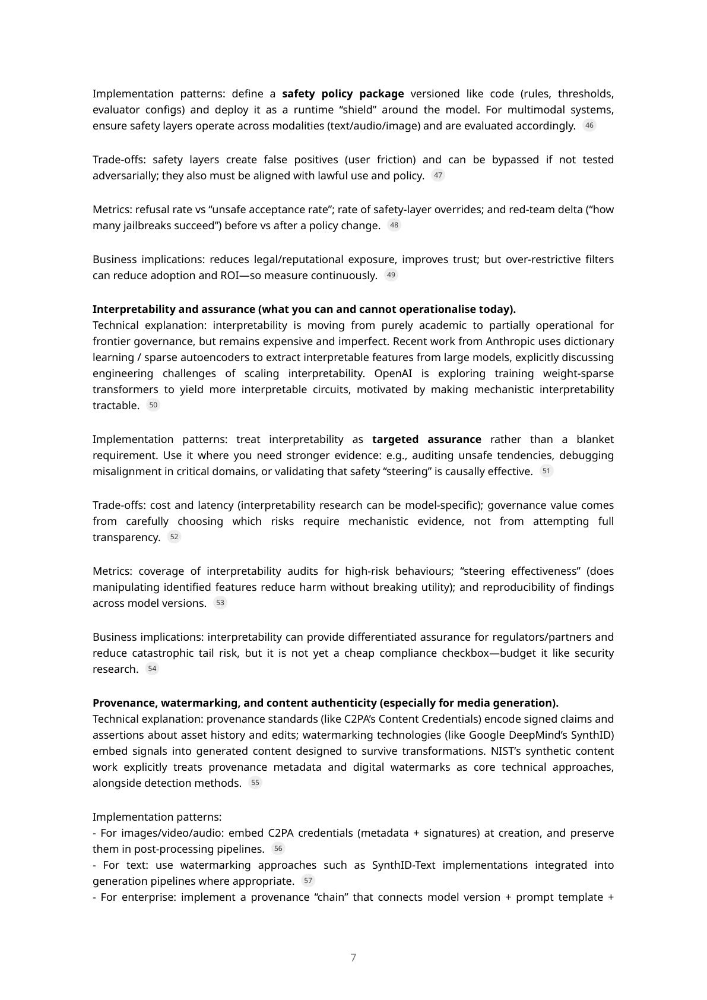 Implementation patterns: define a safety policy package versioned like code (rules, thresholds,
evaluator configs) and deploy it as a runtime “shield” around the model. For multimodal systems,
ensure safety layers operate across modalities (text/audio/image) and are evaluated accordingly. 46
Trade-offs: safety layers create false positives (user friction) and can be bypassed if not tested
adversarially; they also must be aligned with lawful use and policy. 47
Metrics: refusal rate vs “unsafe acceptance rate”; rate of safety-layer overrides; and red-team delta (“how
many jailbreaks succeed”) before vs after a policy change. 48
Business implications: reduces legal/reputational exposure, improves trust; but over-restrictive filters
can reduce adoption and ROI—so measure continuously. 49
Interpretability and assurance (what you can and cannot operationalise today).
Technical explanation: interpretability is moving from purely academic to partially operational for
frontier governance, but remains expensive and imperfect. Recent work from Anthropic uses dictionary
learning / sparse autoencoders to extract interpretable features from large models, explicitly discussing
engineering challenges of scaling interpretability. OpenAI is exploring training weight-sparse
transformers to yield more interpretable circuits, motivated by making mechanistic interpretability
tractable. 50
Implementation patterns: treat interpretability as targeted assurance rather than a blanket
requirement. Use it where you need stronger evidence: e.g., auditing unsafe tendencies, debugging
misalignment in critical domains, or validating that safety “steering” is causally effective. 51
Trade-offs: cost and latency (interpretability research can be model-specific); governance value comes
from carefully choosing which risks require mechanistic evidence, not from attempting full
transparency. 52
Metrics: coverage of interpretability audits for high-risk behaviours; “steering effectiveness” (does
manipulating identified features reduce harm without breaking utility); and reproducibility of findings
across model versions. 53
Business implications: interpretability can provide differentiated assurance for regulators/partners and
reduce catastrophic tail risk, but it is not yet a cheap compliance checkbox—budget it like security
research. 54
Provenance, watermarking, and content authenticity (especially for media generation).
Technical explanation: provenance standards (like C2PA’s Content Credentials) encode signed claims and
assertions about asset history and edits; watermarking technologies (like Google DeepMind’s SynthID)
embed signals into generated content designed to survive transformations. NIST’s synthetic content
work explicitly treats provenance metadata and digital watermarks as core technical approaches,
alongside detection methods. 55
Implementation patterns:
- For images/video/audio: embed C2PA credentials (metadata + signatures) at creation, and preserve
them in post-processing pipelines. 56
- For text: use watermarking approaches such as SynthID-Text implementations integrated into
generation pipelines where appropriate. 57
- For enterprise: implement a provenance “chain” that connects model version + prompt template +
7